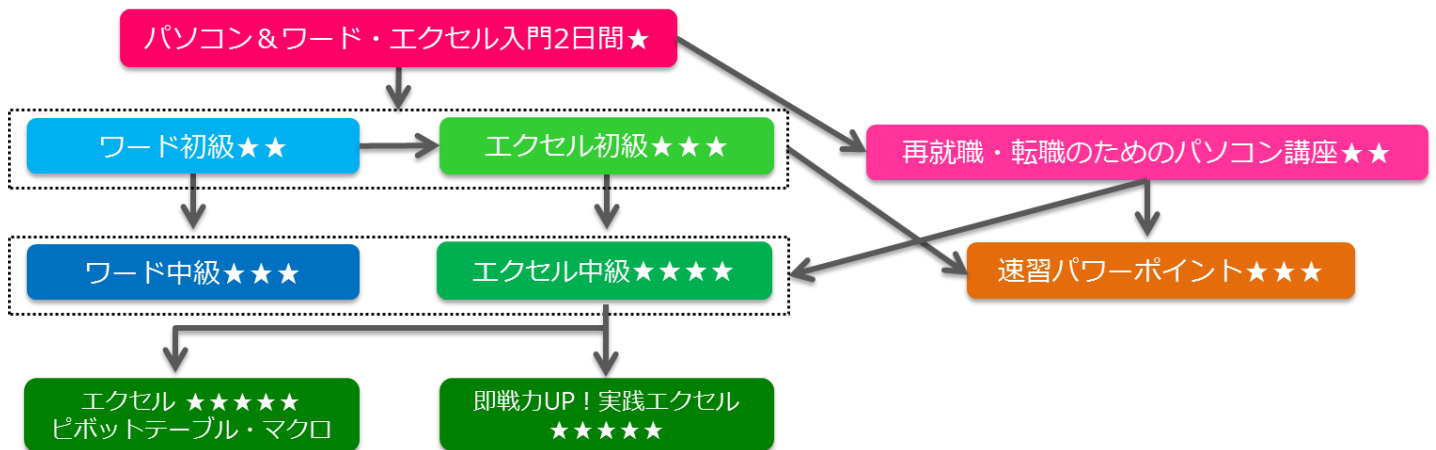 パソコン＆ワード・エクセル入門2日間★
ワード初級★★
エクセル初級★★★
再就職・転職のためのパソコン講座★★
ワード中級★★★
エクセル中級★★★★
速習パワーポイント★★★
エクセル ★★★★★
ピボットテーブル・マクロ
即戦力UP！実践エクセル
★★★★★